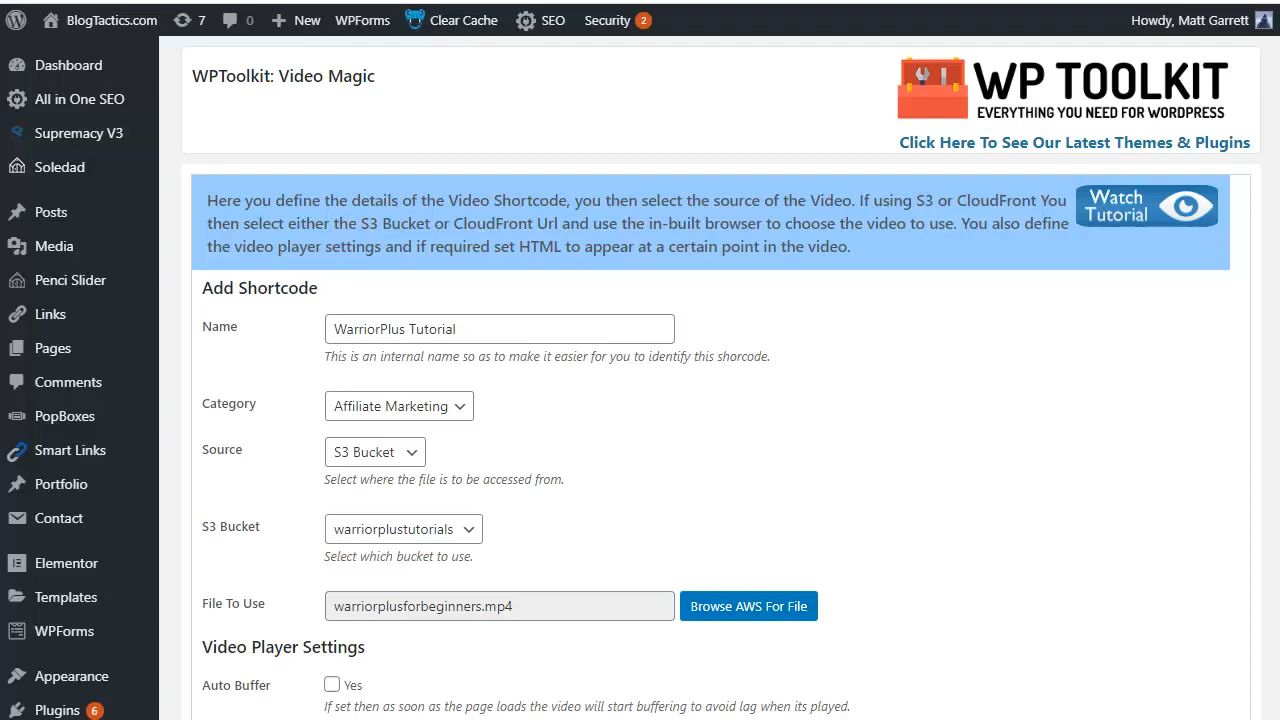 BlogTactics.com 7 0 New WPForms Clear Cache SEO Security 2 Howdy, Matt Garrett
Dashboard
All in One SEO
Supremacy V3
Soledad
Posts
Media
Penci Slider
Links
Pages
Comments
PopBoxes
Smart Links
Portfolio
Contact
Elementor
Templates
WPForms
Appearance
Plugins 6
WPToolkit: Video Magic
WP TOOLKIT
EVERYTHING YOU NEED FOR WORDPRESS
Click Here To See Our Latest Themes & Plugins
Here you define the details of the Video Shortcode, you then select the source of the Video. If using S3 or CloudFront You
then select either the S3 Bucket or CloudFront Url and use the in-built browser to choose the video to use. You also define
the video player settings and if required set HTML to appear at a certain point in the video.
Watch
Tutorial
Add Shortcode
Name WarriorPlus Tutorial
This is an internal name so as to make it easier for you to identify this shorcode.
Category Affiliate Marketing
Source S3 Bucket
Select where the file is to be accessed from.
S3 Bucket warriorplustutorials
Select which bucket to use.
File To Use warriorplusforbeginners.mp4 Browse AWS For File
Video Player Settings
Auto Buffer Yes
If set then as soon as the page loads the video will start buffering to avoid lag when its played.